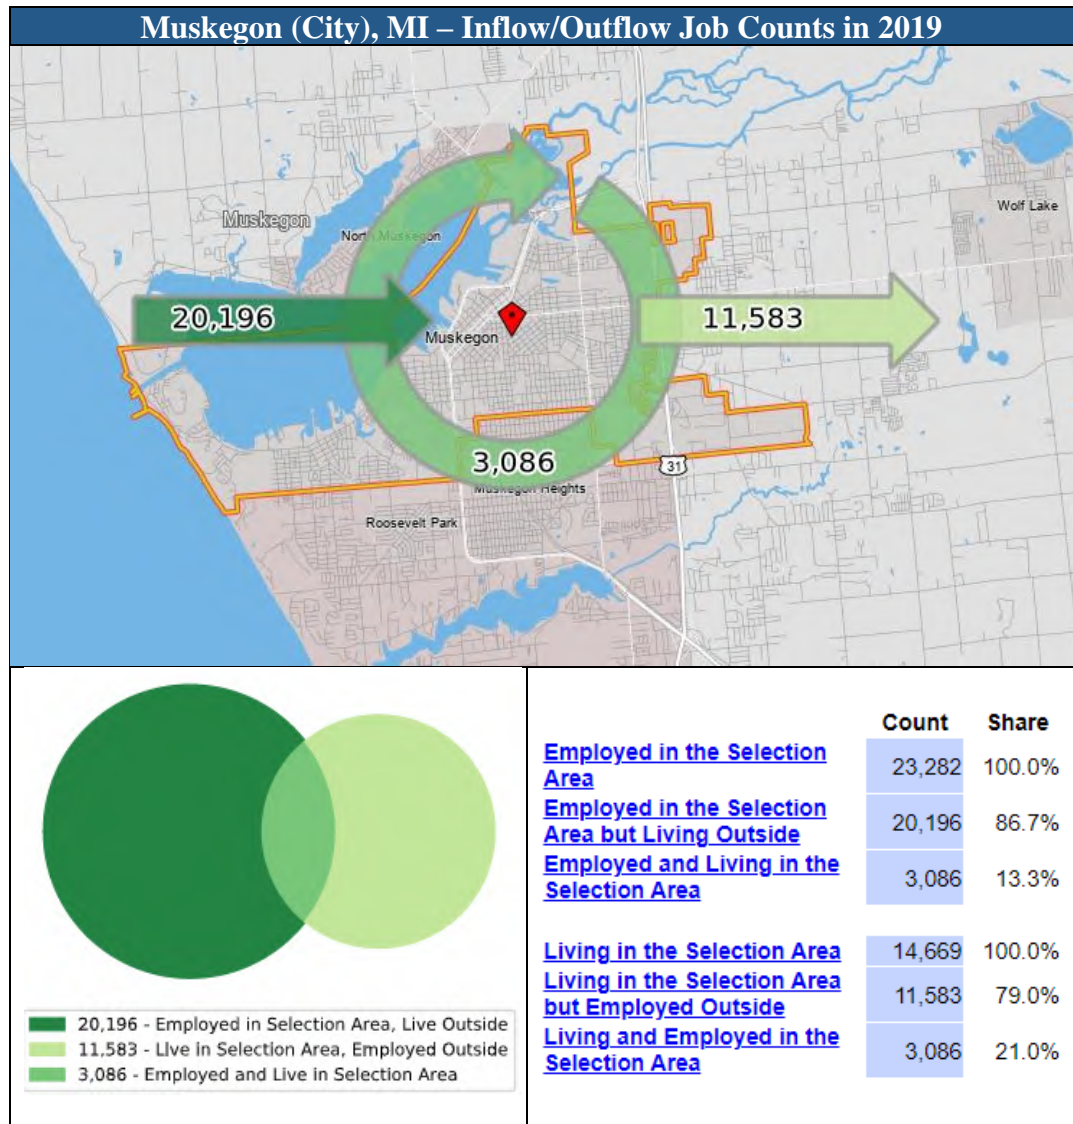 Muskegon (City), MI – Inflow/Outflow Job Counts in 2019
Wolf Lake
Muskegon
North Muskegon
20,196
11,583
Muskegon
3,086
31
Muskegon Heights
Roosevelt Park
20,196 - Employed in Selection Area, Live Outside
11,583 - Live in Selection Area, Employed Outside
3,086 - Employed and Live in Selection Area
Count Share
Employed in the Selection
Area 23,282 100.0%
Employed in the Selection
Area but Living Outside 20,196 86.7%
Employed and Living in the
Selection Area 3,086 13.3%
Living in the Selection Area 14,669 100.0%
Living in the Selection Area
but Employed Outside 11,583 79.0%
Living and Employed in the
Selection Area 3,086 21.0%